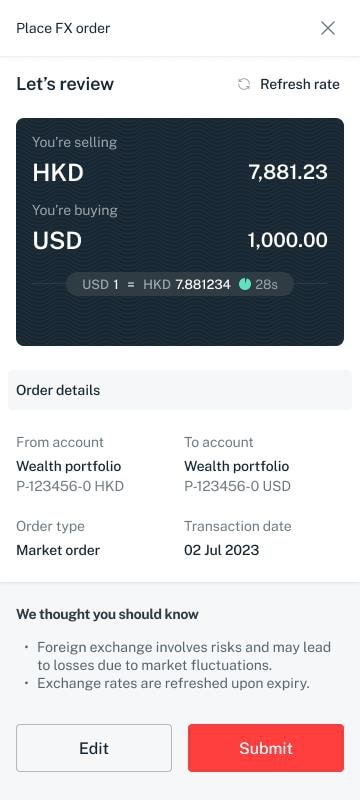 Place FX order
Let's review
Refresh rate
You're selling
HKD 7,881.23
You're buying
USD 1,000.00
USD 1 = HKD 7.881234 28s
Order details
From account To account
Wealth portfolio Wealth portfolio
P-123456-0 HKD P-123456-0 USD
Order type Transaction date
Market order 02 Jul 2023
We thought you should know
• Foreign exchange involves risks and may lead
to losses due to market fluctuations.
• Exchange rates are refreshed upon expiry.
Edit Submit